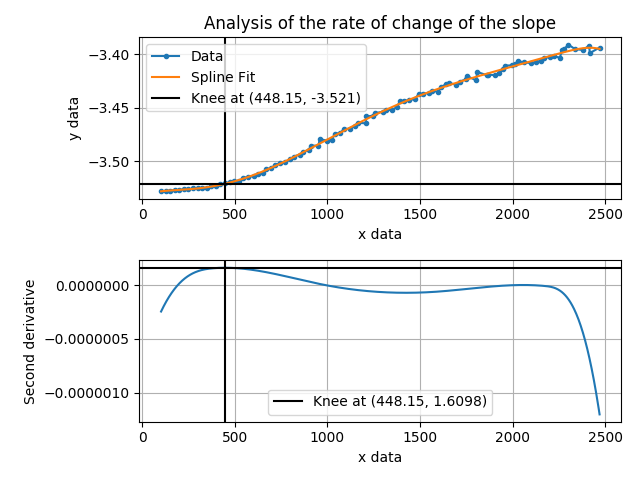 Analysis of the rate of change of the slope
Data
Spline Fit
Knee at (448.15, -3.521)
y data
−3.40
−3.45
−3.50
0 500 1000 1500 2000 2500
x data
Second derivative
0.0000000
−0.0000005
−0.0000010
Knee at (448.15, 1.6098)
0 500 1000 1500 2000 2500
x data